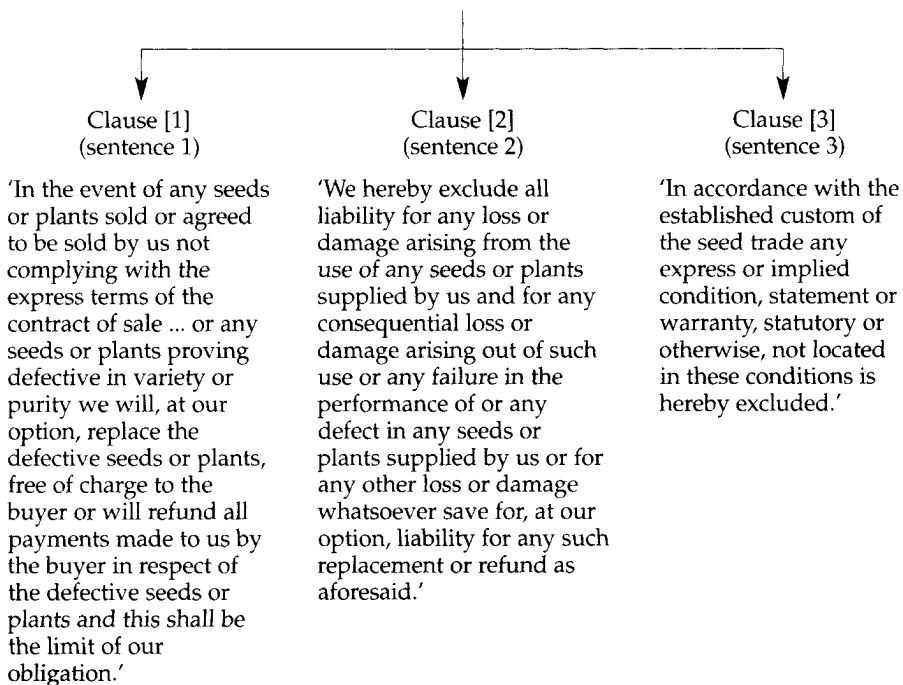 Clause [1]
(sentence 1)
'In the event of any seeds
or plants sold or agreed
to be sold by us not
complying with the
express terms of the
contract of sale ... or any
seeds or plants proving
defective in variety or
purity we will, at our
option, replace the
defective seeds or plants,
free of charge to the
buyer or will refund all
payments made to us by
the buyer in respect of
the defective seeds or
plants and this shall be
the limit of our
obligation.'
Clause [2]
(sentence 2)
'We hereby exclude all
liability for any loss or
damage arising from the
use of any seeds or plants
supplied by us and for any
consequential loss or
damage arising out of such
use or any failure in the
performance of or any
defect in any seeds or
plants supplied by us or for
any other loss or damage
whatsoever save for, at our
option, liability for any such
replacement or refund as
aforesaid.'
Clause [3]
(sentence 3)
'In accordance with the
established custom of
the seed trade any
express or implied
condition, statement or
warranty, statutory or
otherwise, not located
in these conditions is
hereby excluded.'